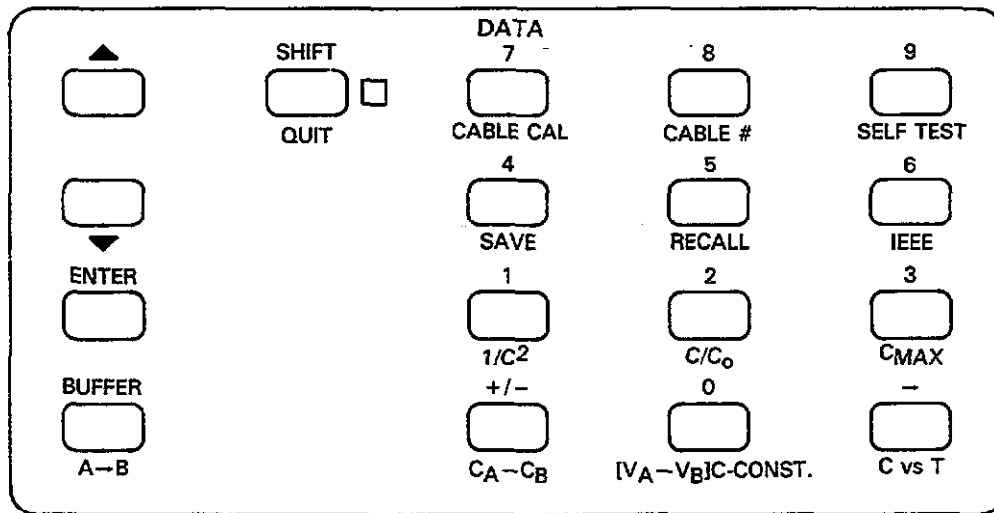 DATA
▲ SHIFT 7 8 9
QUIT CABLE CAL CABLE # SELF TEST
4 5 6
▼ SAVE RECALL IEEE
ENTER 1 2 3
1/C² C/Cₒ CMAX
BUFFER +/− 0 →
A→B CA~CB [VA~VB]C-CONST. C vs T